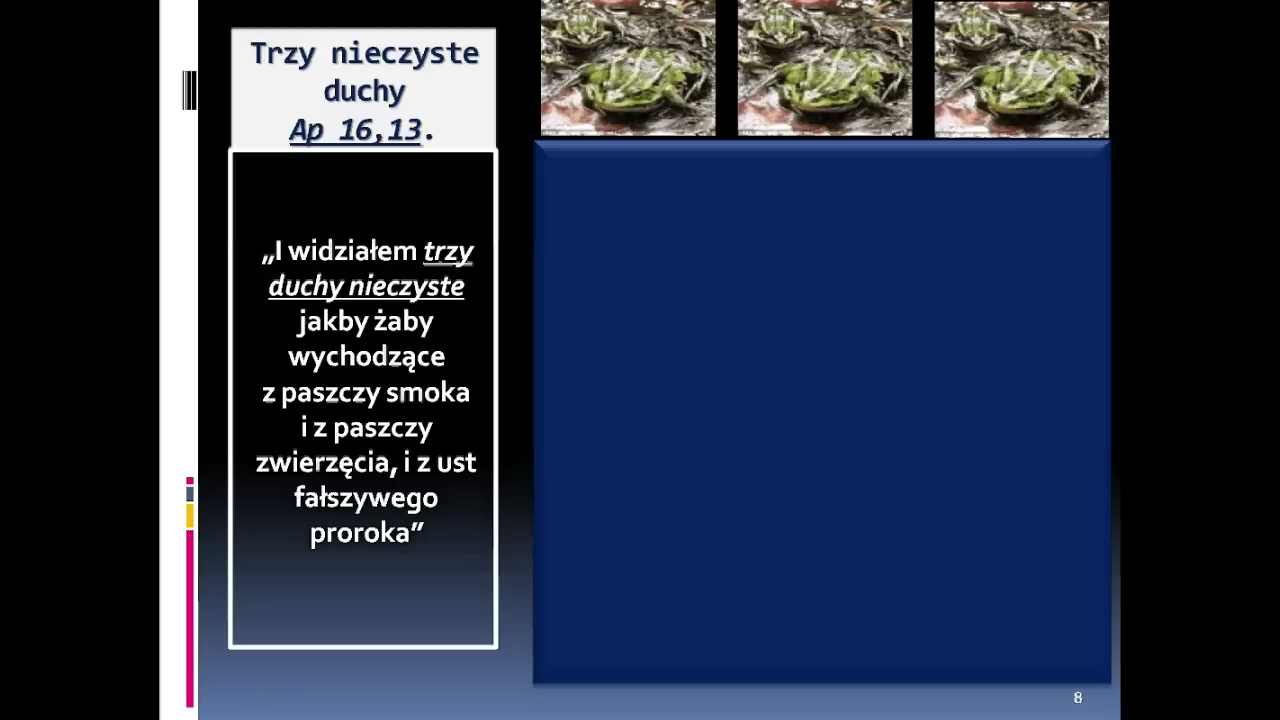 Trzy nieczyste
duchy
Ap 16,13.
„I widziałem trzy
duchy nieczyste
jakby żaby
wychodzące
z paszczy smoka
i z paszczy
zwierzęcia, i z ust
fałszywego
proroka”
8